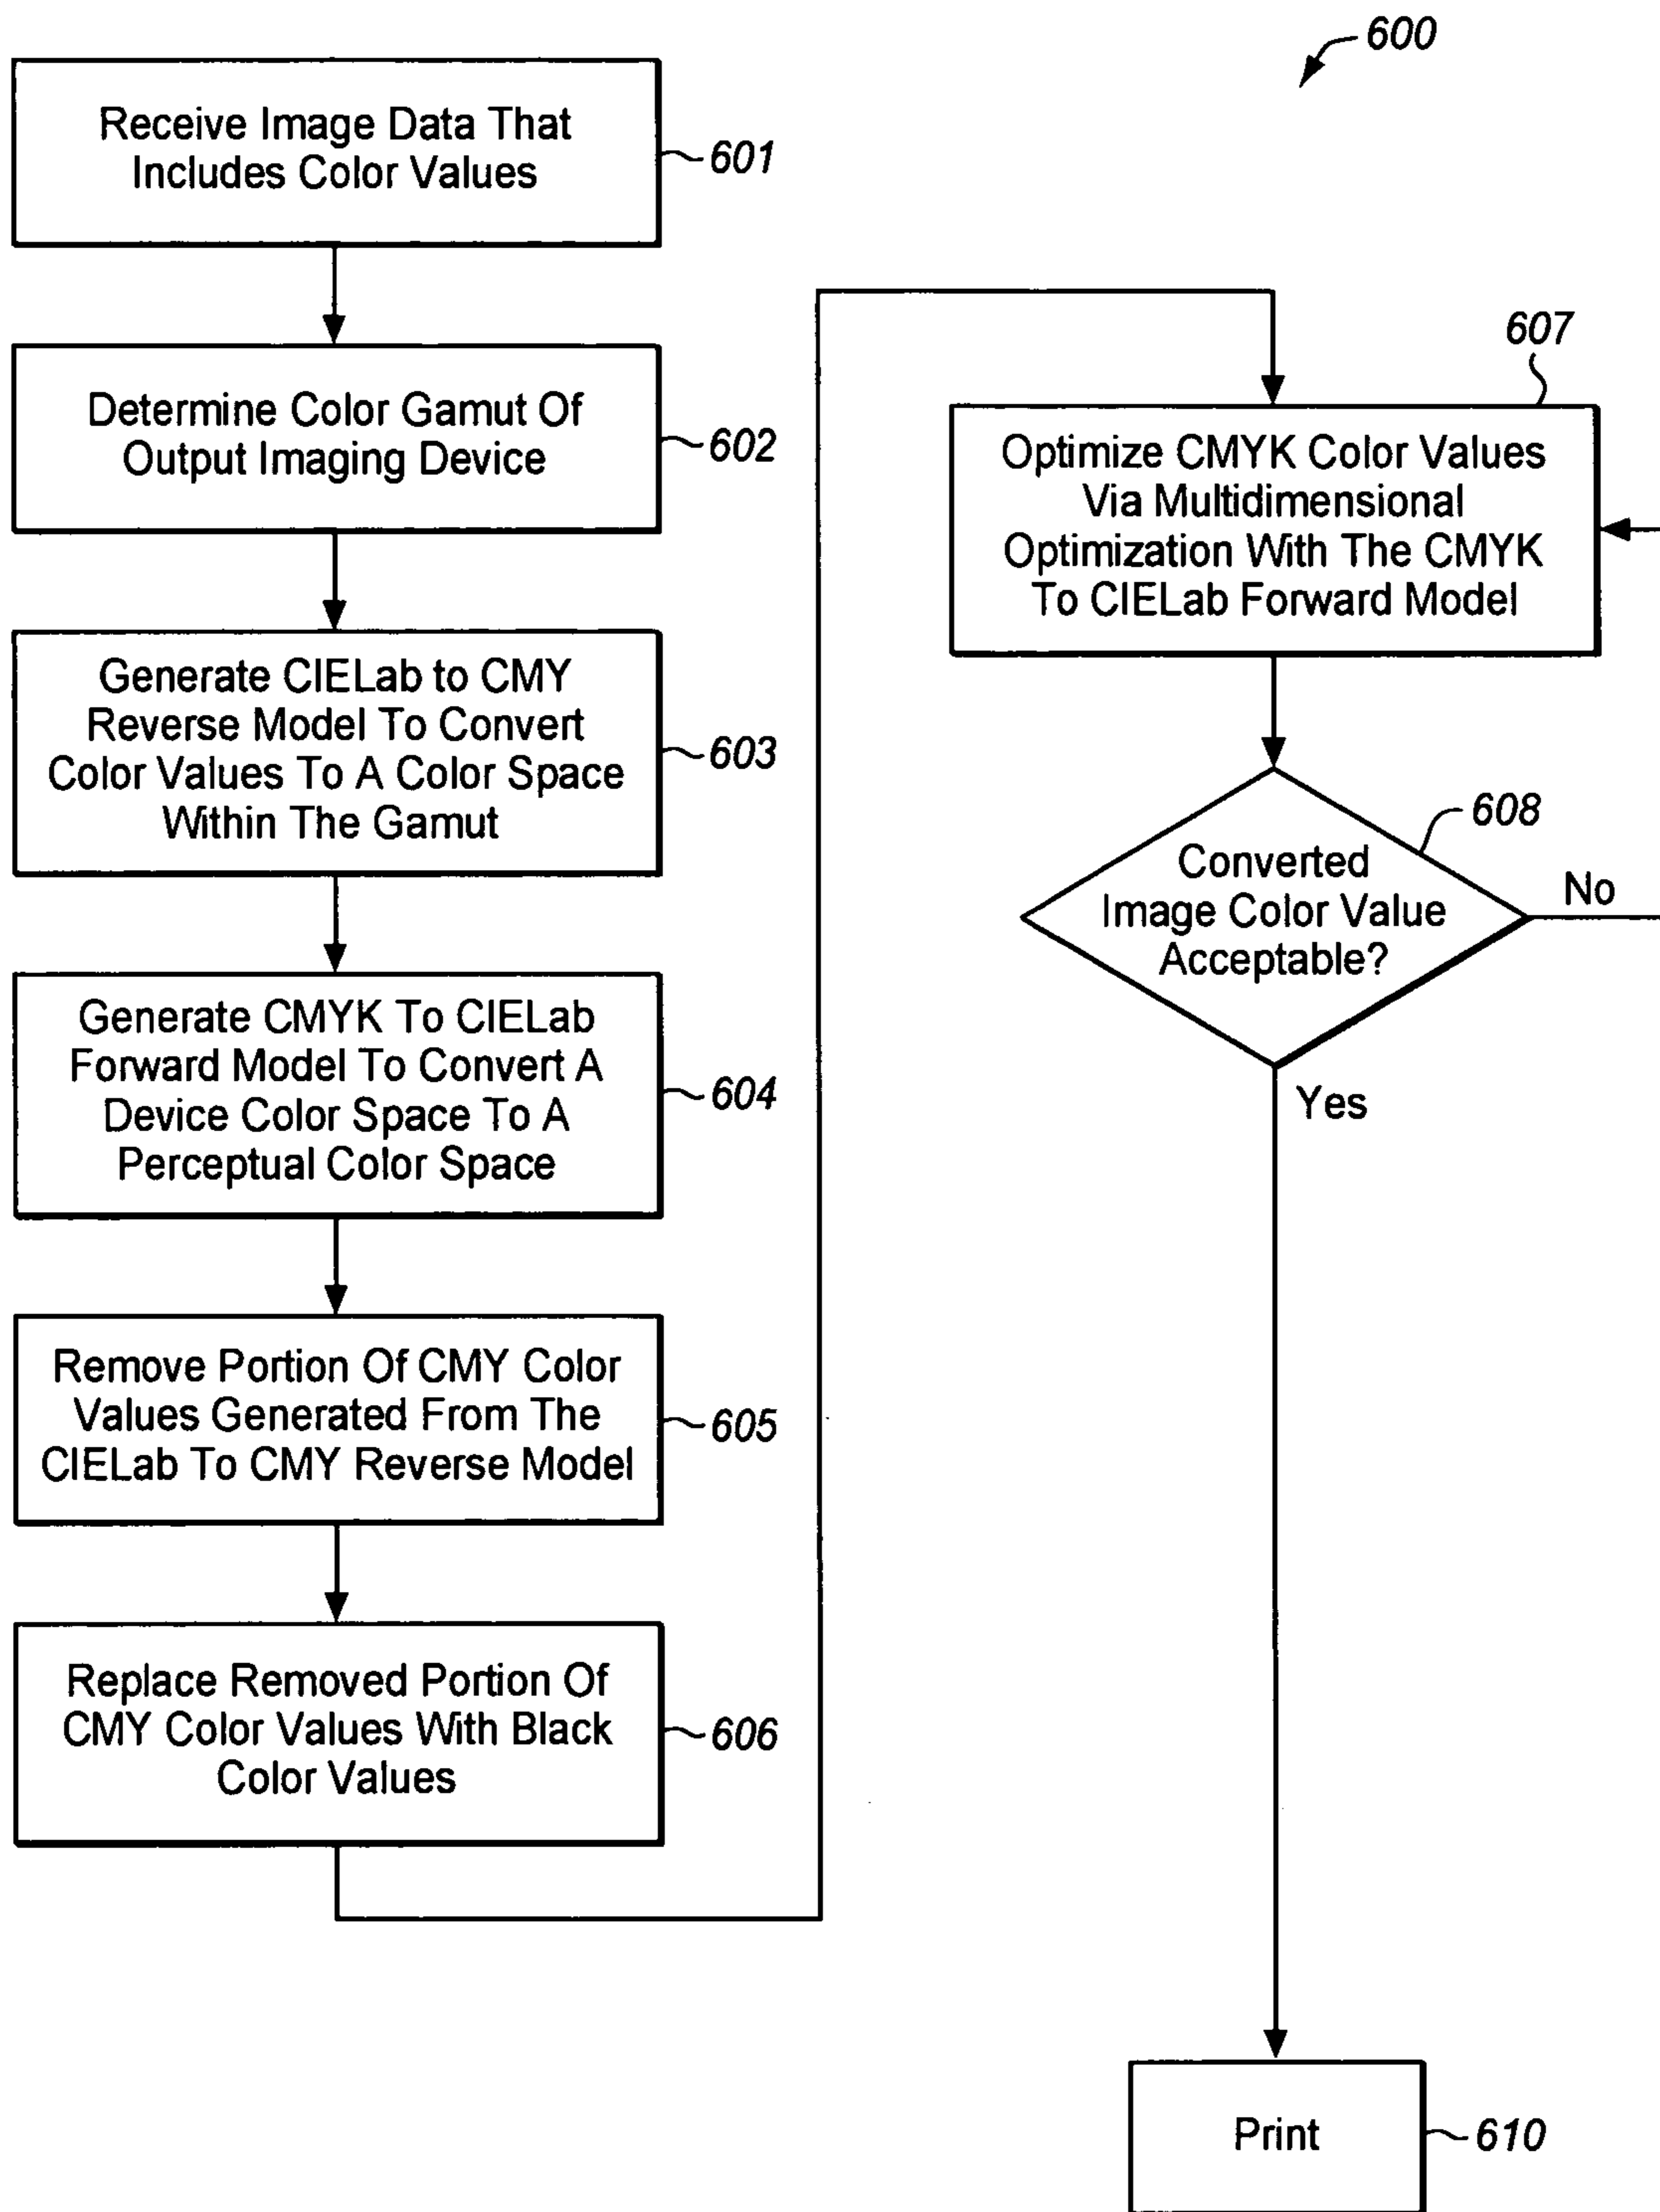 600
Receive Image Data That
Includes Color Values
601
Determine Color Gamut Of
Output Imaging Device
602
Generate CIELab to CMY
Reverse Model To Convert
Color Values To A Color Space
Within The Gamut
603
Generate CMYK To CIELab
Forward Model To Convert A
Device Color Space To A
Perceptual Color Space
604
Remove Portion Of CMY Color
Values Generated From The
CIELab To CMY Reverse Model
605
Replace Removed Portion Of
CMY Color Values With Black
Color Values
606
607
Optimize CMYK Color Values
Via Multidimensional
Optimization With The CMYK
To CIELab Forward Model
608
Converted
Image Color Value
Acceptable?
No
Yes
Print
610